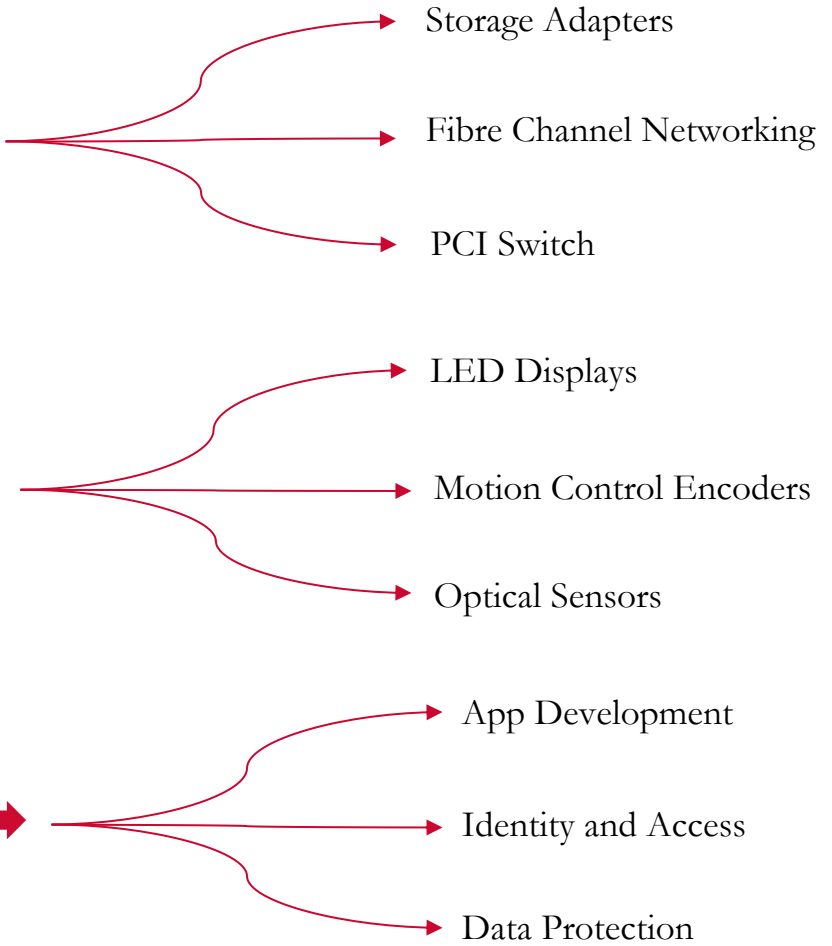 Storage Adapters
Fibre Channel Networking
PCI Switch
LED Displays
Motion Control Encoders
Optical Sensors
App Development
Identity and Access
Data Protection